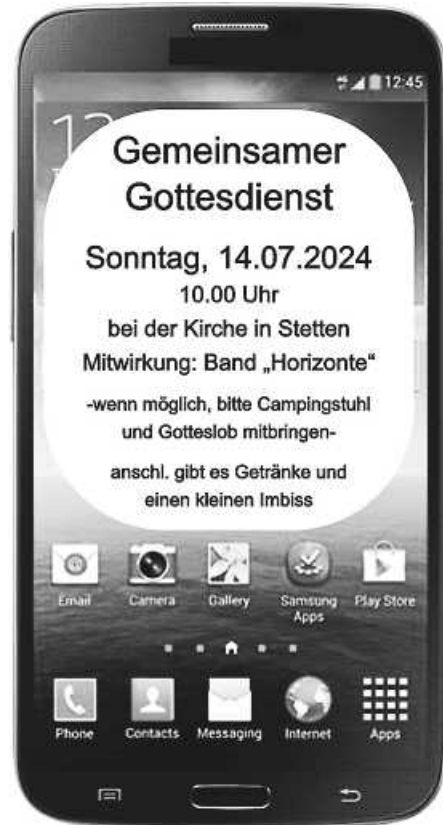 12:45
Gemeinsamer
Gottesdienst
Sonntag, 14.07.2024
10.00 Uhr
bei der Kirche in Stetten
Mitwirkung: Band „Horizonte“
-wenn möglich, bitte Campingstuhl
und Gotteslob mitbringen-
anschl. gibt es Getränke und
einen kleinen Imbiss
Email Camera Gallery Samsung Apps Play Store
Phone Contacts Messaging Internet Apps